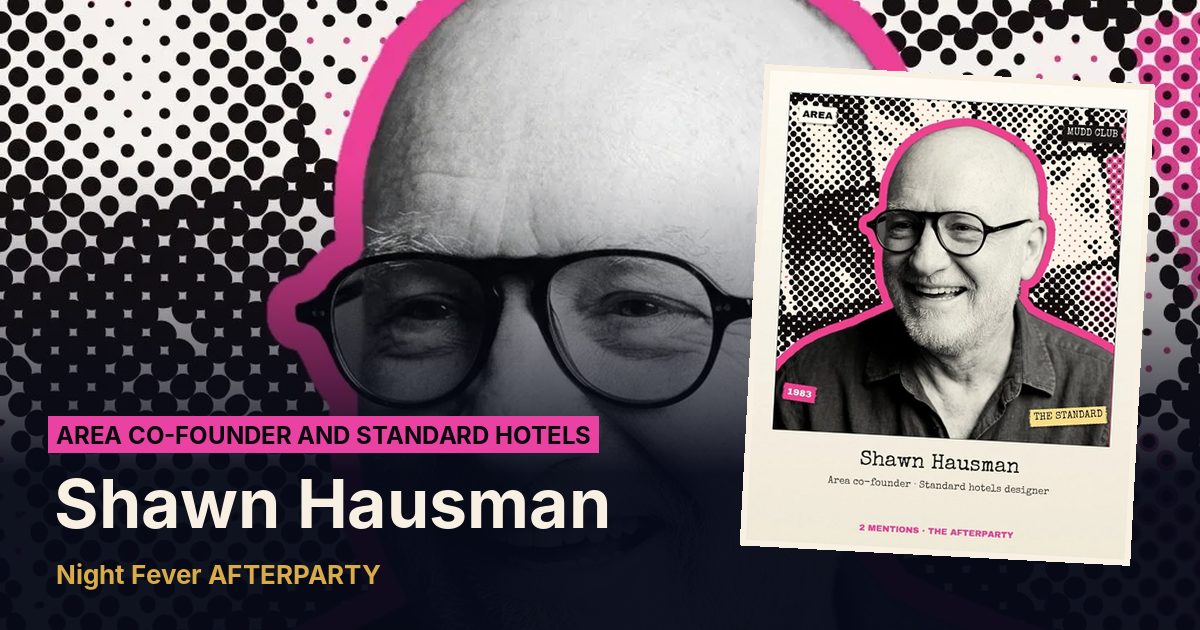 AREA CO-FOUNDER AND STANDARD HOTELS
Shawn Hausman
Night Fever AFTERPARTY
AREA
MUDD CLUB
1983
THE STANDARD
Shawn Hausman
Area co-founder · Standard hotels designer
2 MENTIONS · THE AFTERPARTY